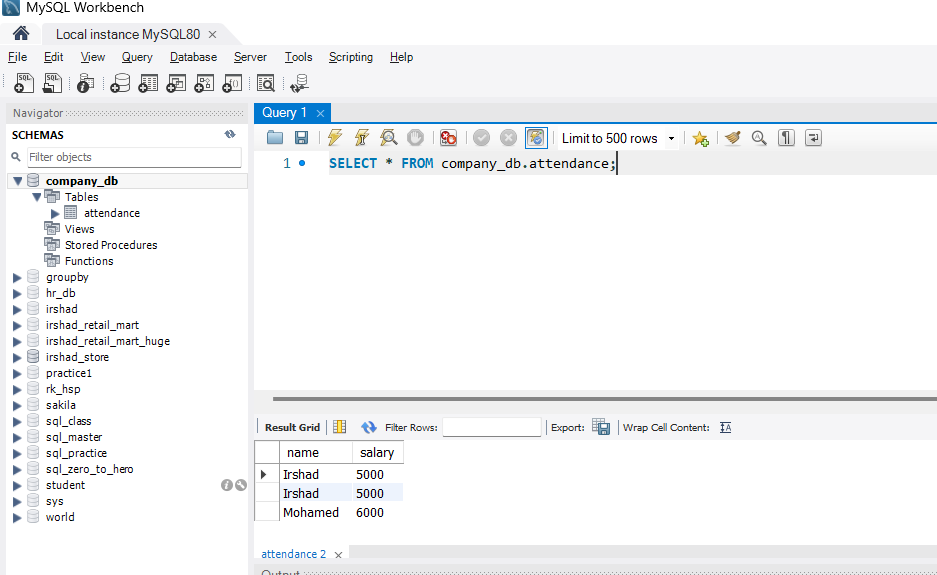 MySQL Workbench
Local instance MySQL80
File Edit View Query Database Server Tools Scripting Help
Navigator
SCHEMAS
Filter objects
company_db
Tables
attendance
Views
Stored Procedures
Functions
groupby
hr_db
irshad
irshad_retail_mart
irshad_retail_mart_huge
irshad_store
practice1
rk_hsp
sakila
sql_class
sql_master
sql_practice
sql_zero_to_hero
student
sys
world
Query 1
Limit to 500 rows
1 SELECT * FROM company_db.attendance;
Result Grid Filter Rows: Export: Wrap Cell Content:
name salary
Irshad 5000
Irshad 5000
Mohamed 6000
attendance 2
Output